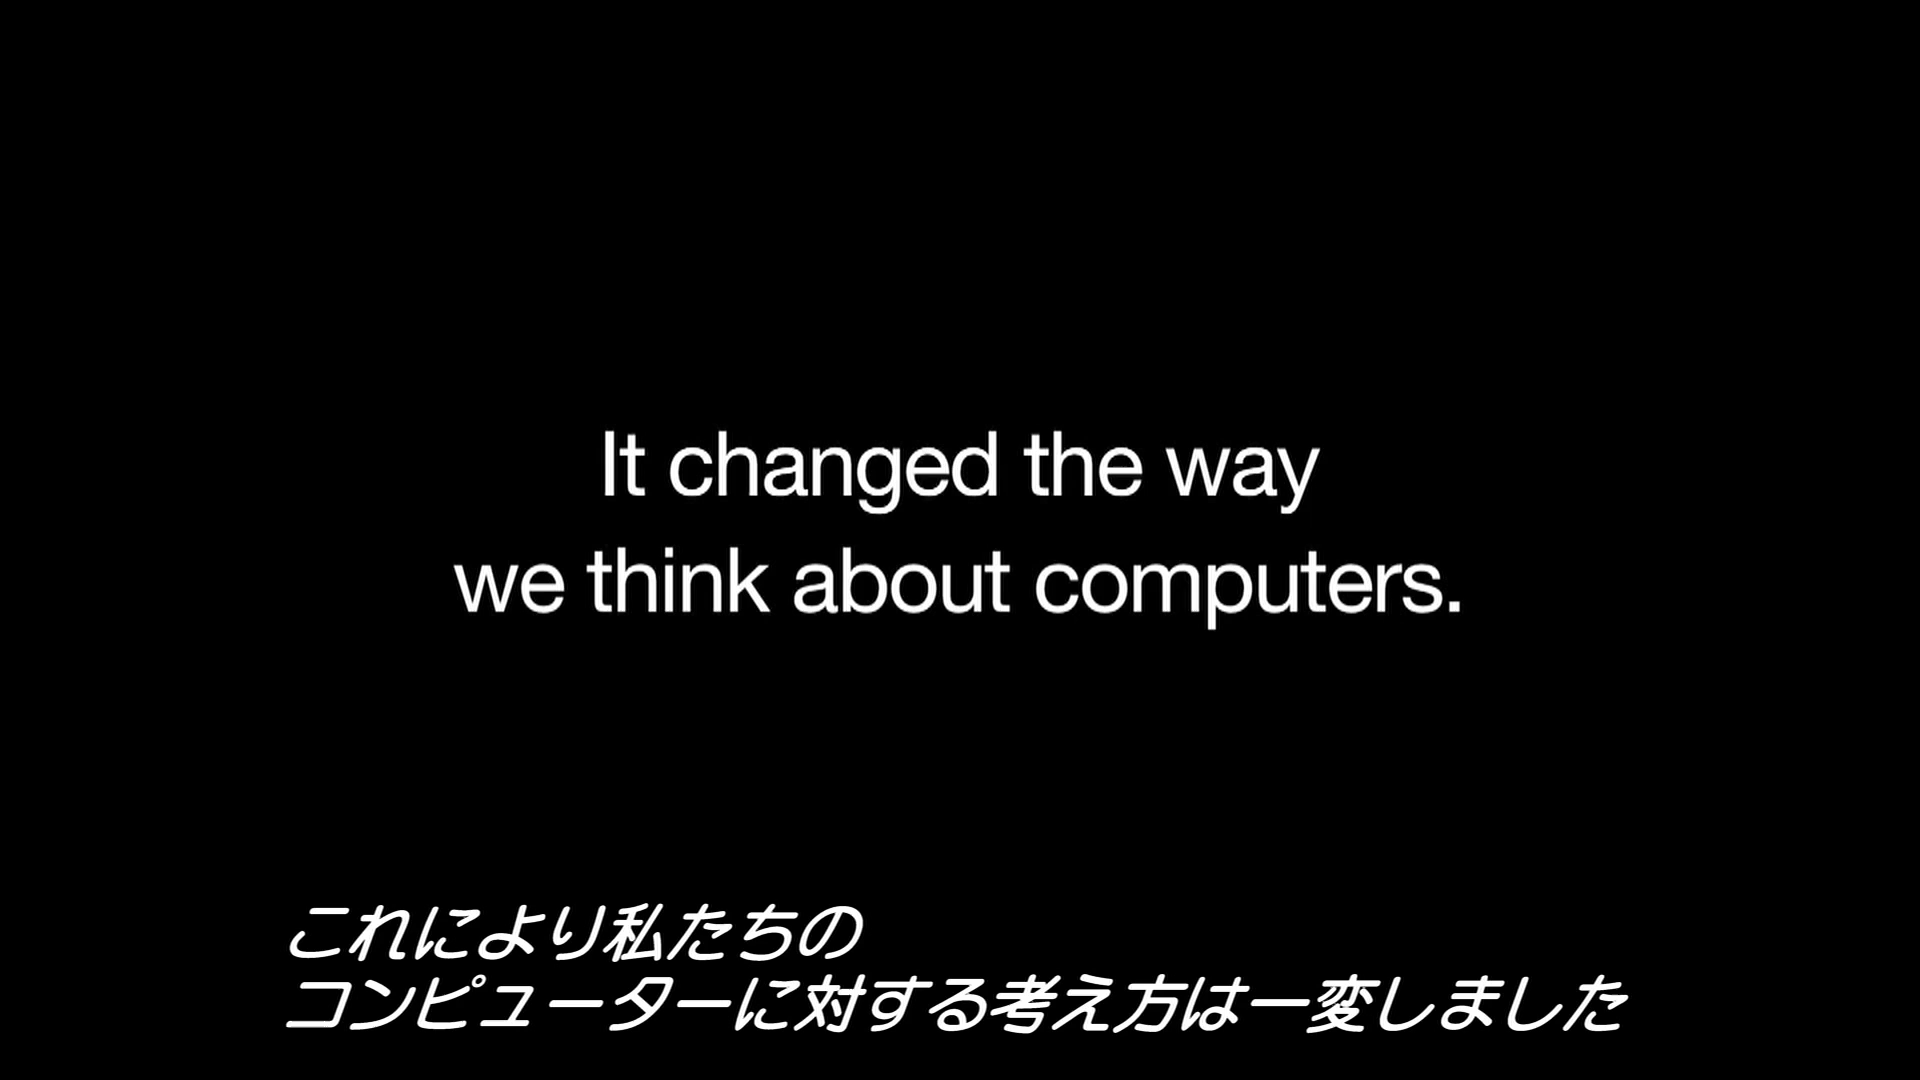 It changed the way
we think about computers.
これにより私たちの
コンピューターに対する考え方は一変しました